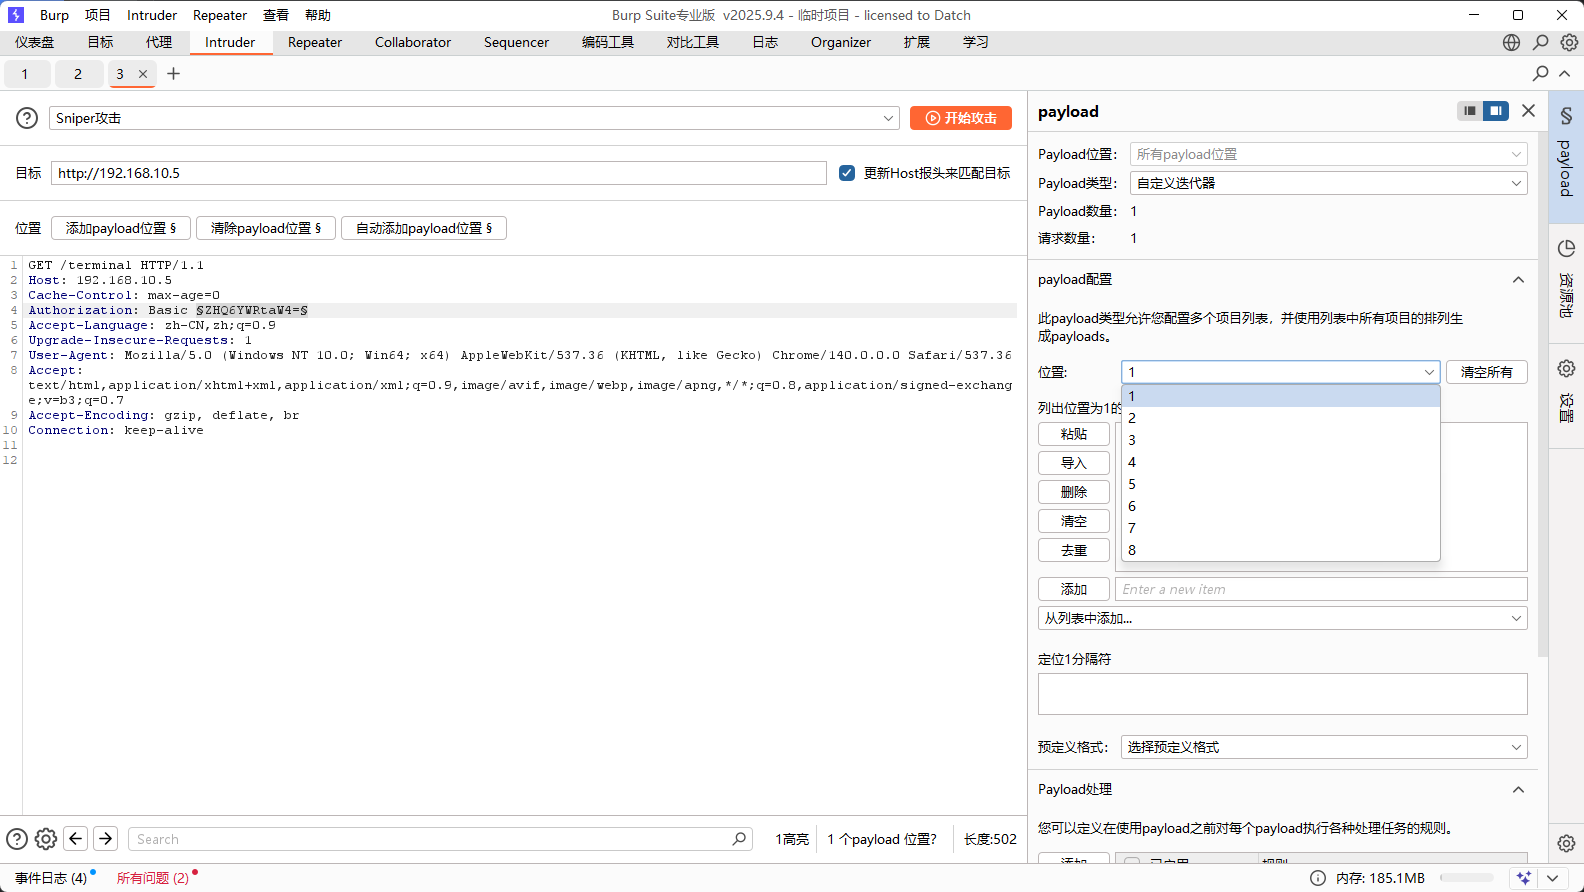 Burp 项目 Intruder Repeater 查看 帮助 Burp Suite专业版 v2025.9.4 - 临时项目 - licensed to Datch
仪表盘 目标 代理 Intruder Repeater Collaborator Sequencer 编码工具 对比工具 日志 Organizer 扩展 学习
1 2 3
Sniper攻击 开始攻击
目标 http://192.168.10.5 更新Host报头来匹配目标
位置 添加payload位置 § 清除payload位置 § 自动添加payload位置 §
1 GET /terminal HTTP/1.1
2 Host: 192.168.10.5
3 Cache-Control: max-age=0
4 Authorization: Basic §ZHQ6YWRtaW4=§
5 Accept-Language: zh-CN,zh;q=0.9
6 Upgrade-Insecure-Requests: 1
7 User-Agent: Mozilla/5.0 (Windows NT 10.0; Win64; x64) AppleWebKit/537.36 (KHTML, like Gecko) Chrome/140.0.0.0 Safari/537.36
8 Accept:
text/html,application/xhtml+xml,application/xml;q=0.9,image/avif,image/webp,image/apng,*/*;q=0.8,application/signed-exchang
e;v=b3;q=0.7
9 Accept-Encoding: gzip, deflate, br
10 Connection: keep-alive
11
12
Search 1高亮 1 个payload 位置? 长度:502
payload
Payload位置: 所有payload位置
Payload类型: 自定义迭代器
Payload数量: 1
请求数量: 1
payload配置
此payload类型允许您配置多个项目列表，并使用列表中所有项目的排列生
成payloads。
位置: 1 清空所有
列出位置为1的
1
2
3
4
5
6
7
8
粘贴
导入
删除
清空
去重
添加 Enter a new item
从列表中添加...
定位1分隔符
预定义格式: 选择预定义格式
Payload处理
您可以定义在使用payload之前对每个payload执行各种处理任务的规则。
添加 已启用 规则
§ payload
资源池
设置
事件日志 (4) 所有问题 (2) 内存: 185.1MB